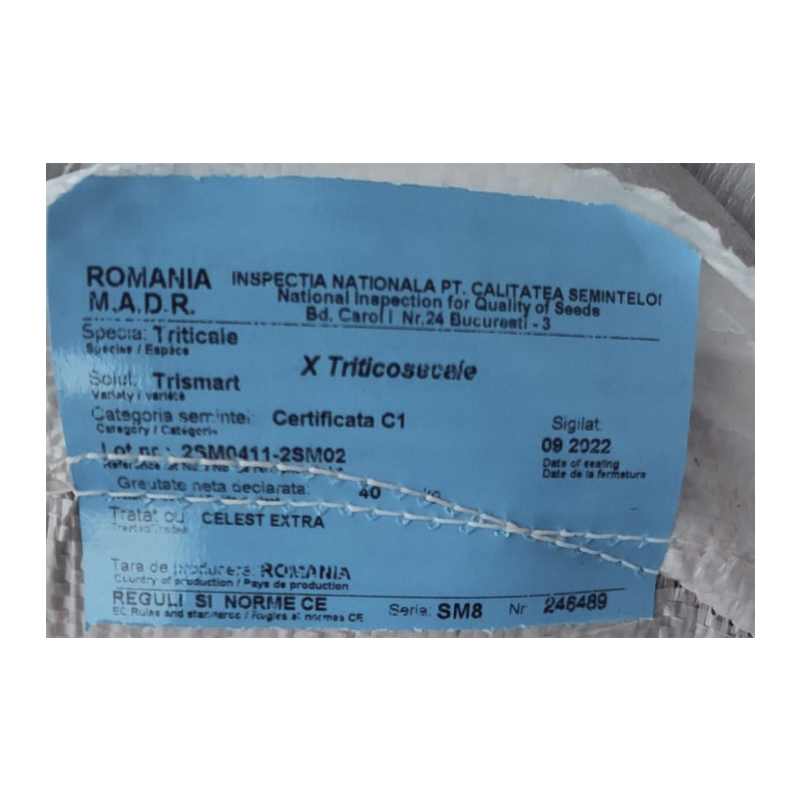 ROMANIA INSPECTIA NATIONALA PT. CALITATEA SEMINTELOR
M.A.D.R. National Inspection for Quality of Seeds
Bd. Carol I Nr.24 Bucuresti - 3
Specia: Triticale
Species / Espèce
X Triticosecale
Soiul: Trismart
Variety / variété
Categoria semintei: Certificata C1
Category / Catégorie
Sigilat
09 2022
Date of sealing
Date de la fermeture
Lot nr.: 2SM0411-2SM02
Greutate neta declarata: 40 kg
Tratat cu CELEST EXTRA
Tara de producere: ROMANIA
Country of production / Pays de production
REGULI SI NORME CE Seria: SM8 Nr 246489
EC Rules and standards / Règles et normes CE